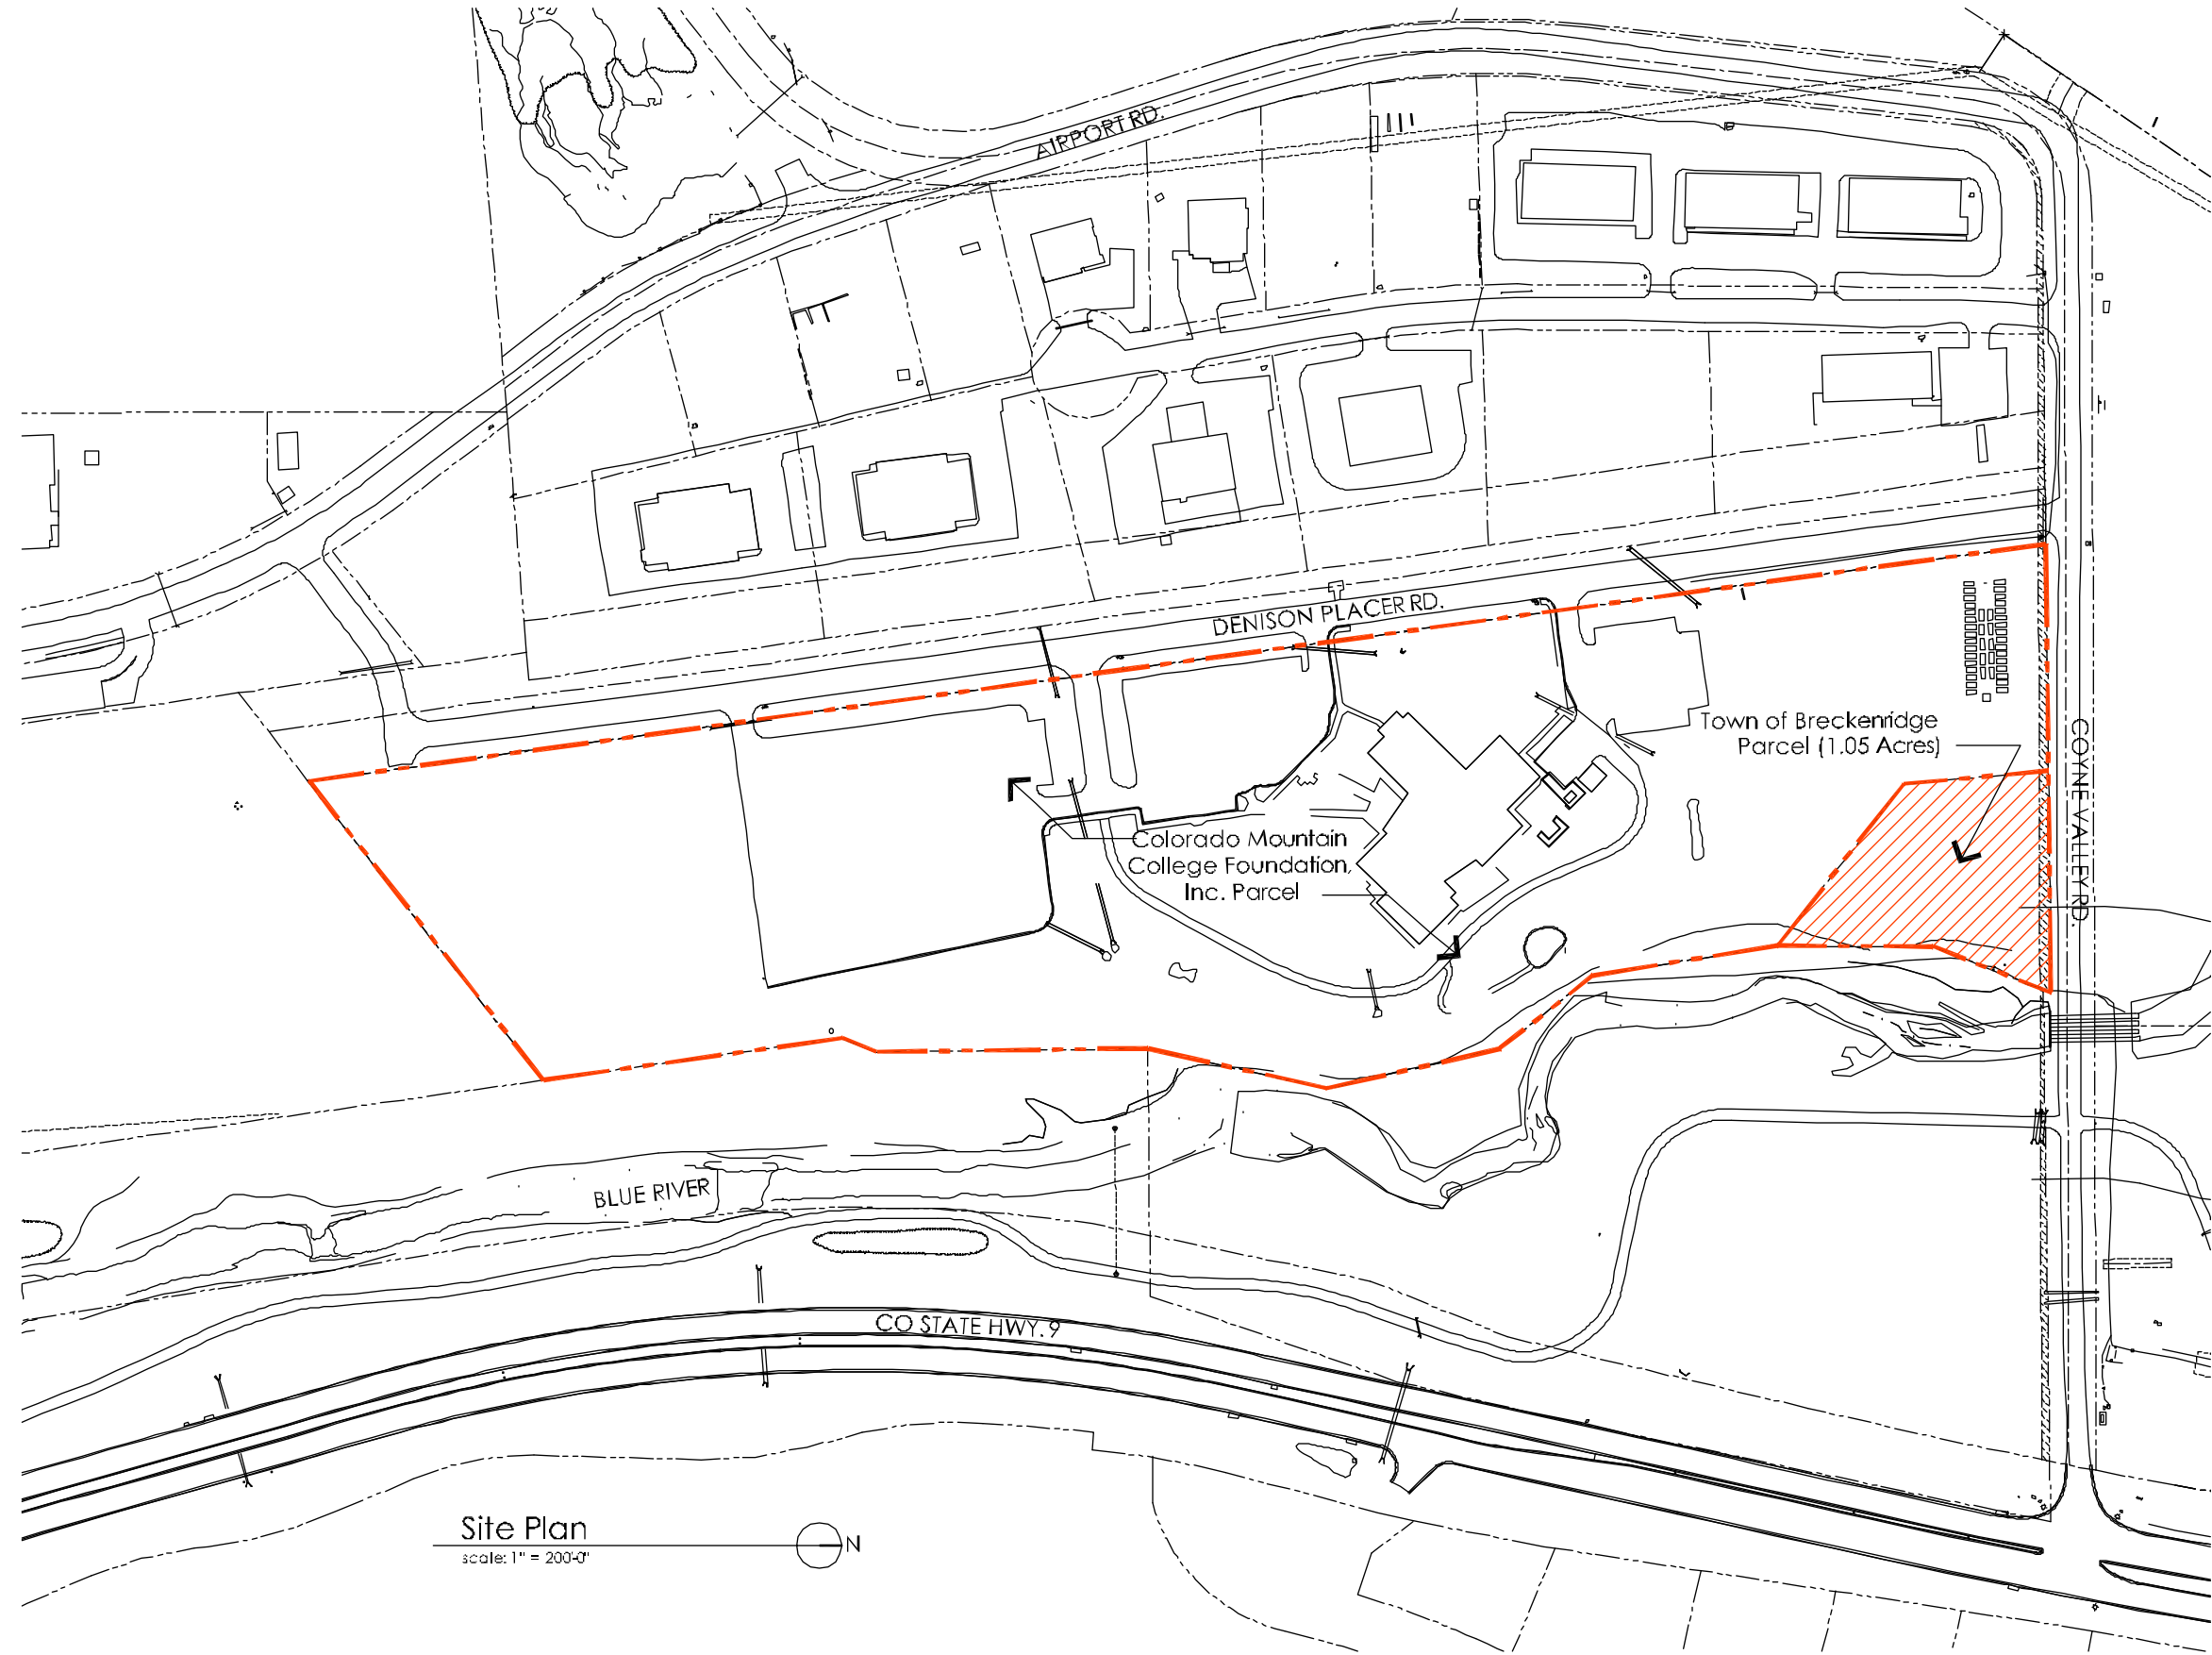 AIRPORT RD.
DENISON PLACER RD.
Town of Breckenridge
Parcel (1.05 Acres)
COYNE VALLEY RD.
Colorado Mountain
College Foundation,
Inc. Parcel
BLUE RIVER
CO STATE HWY. 9
Site Plan
scale: 1" = 200'-0"
N